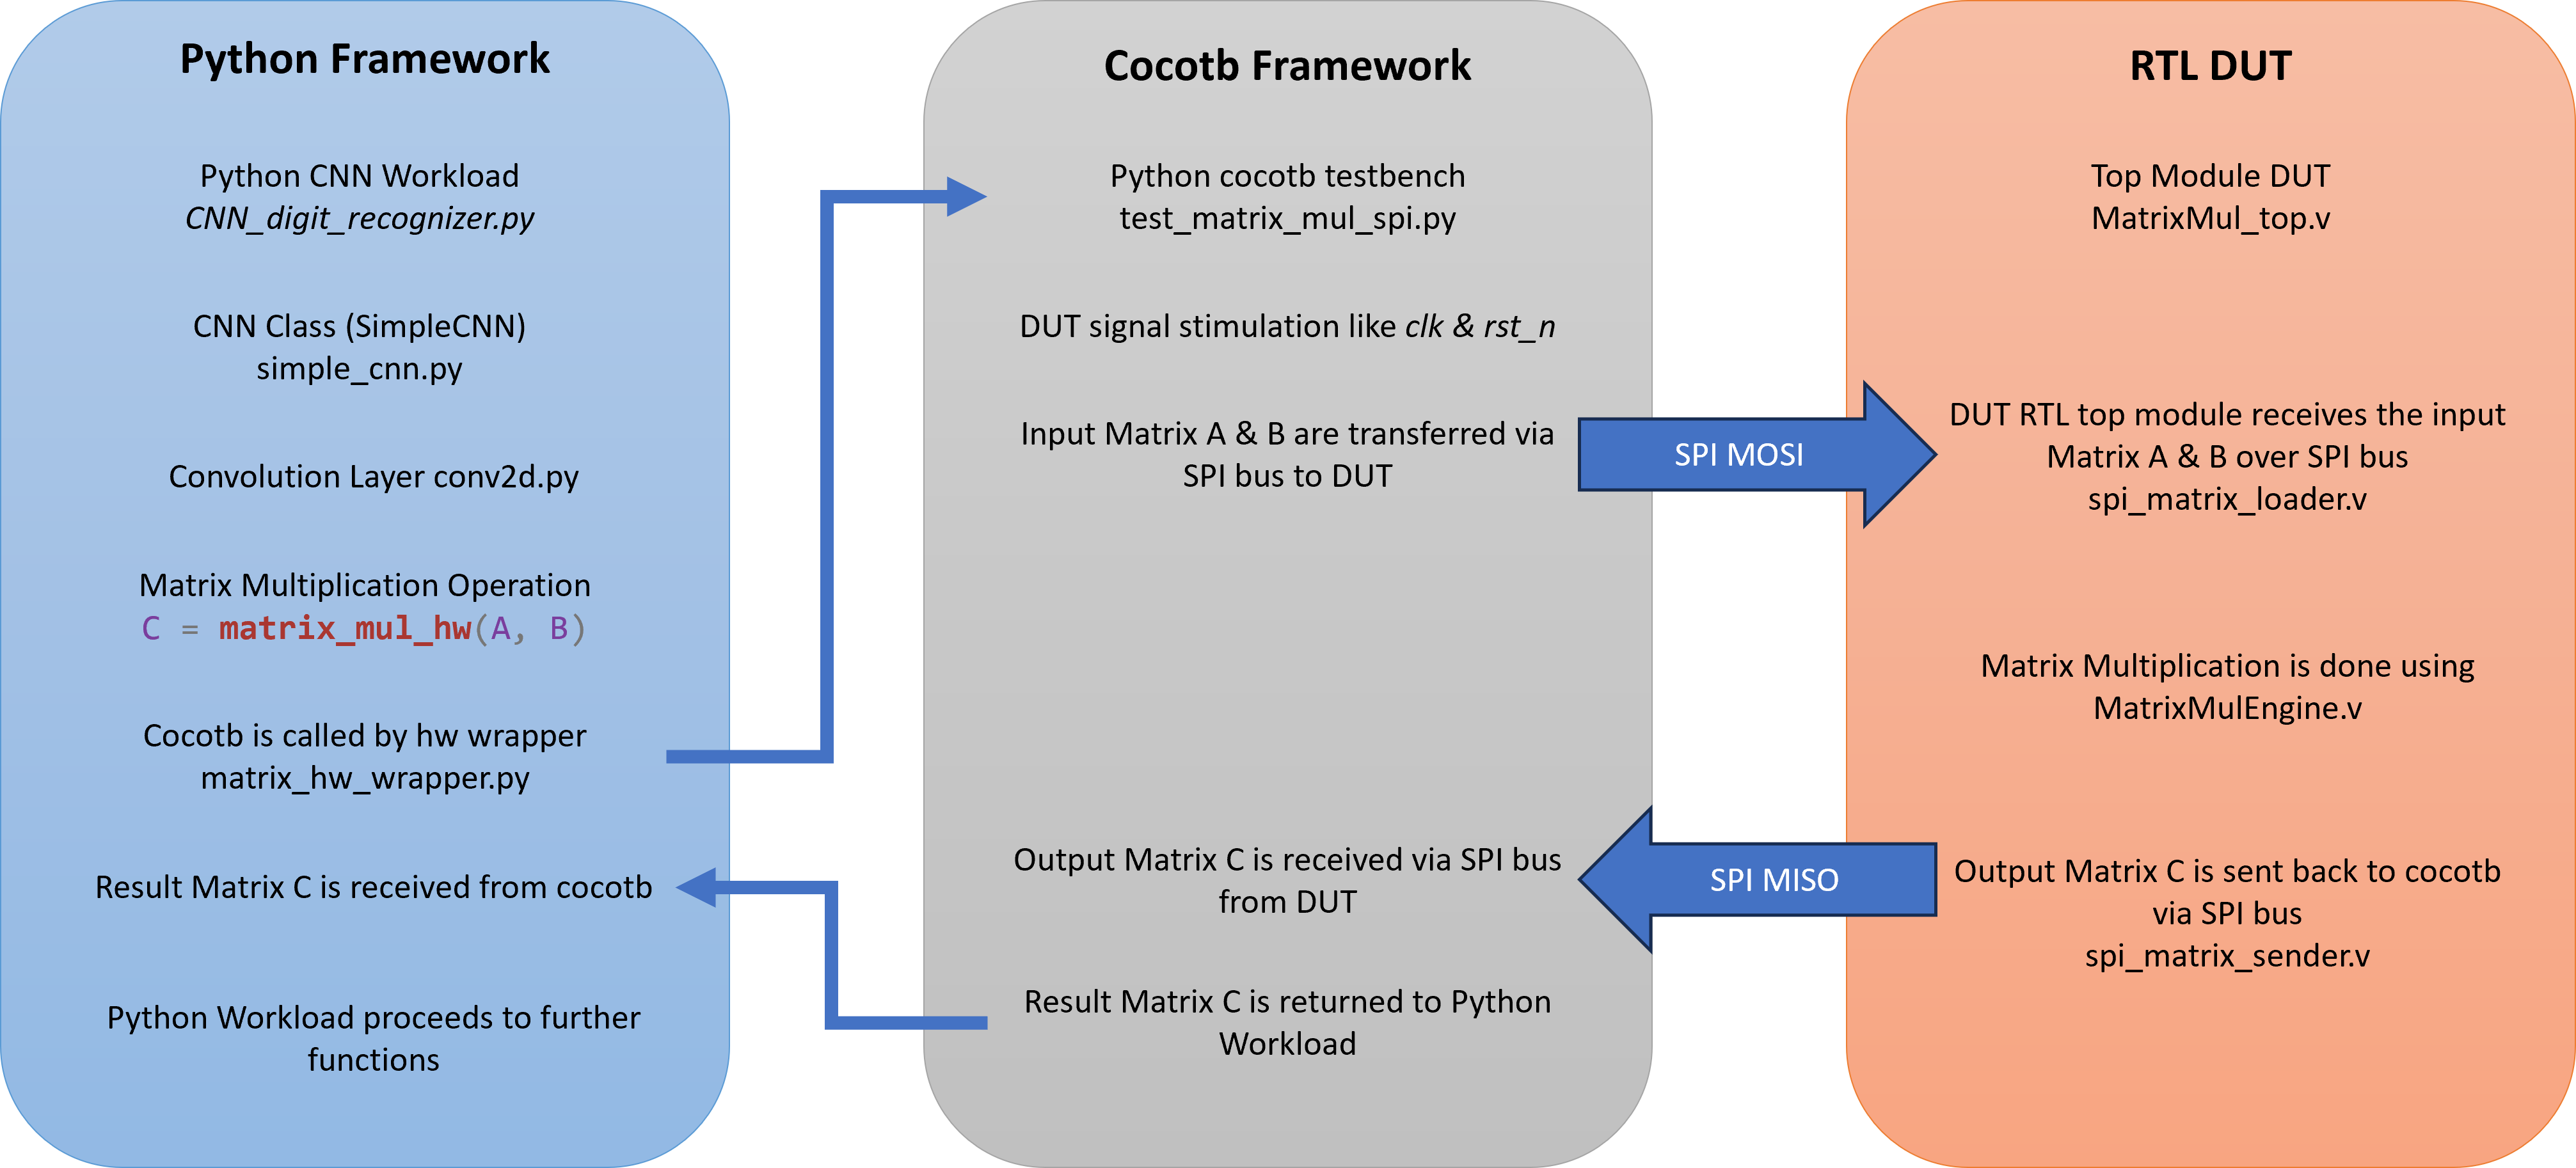 Python Framework
Python CNN Workload
CNN_digit_recognizer.py
CNN Class (SimpleCNN)
simple_cnn.py
Convolution Layer conv2d.py
Matrix Multiplication Operation
C = matrix_mul_hw(A, B)
Cocotb is called by hw wrapper
matrix_hw_wrapper.py
Result Matrix C is received from cocotb
Python Workload proceeds to further
functions
Cocotb Framework
Python cocotb testbench
test_matrix_mul_spi.py
DUT signal stimulation like clk & rst_n
Input Matrix A & B are transferred via
SPI bus to DUT
Output Matrix C is received via SPI bus
from DUT
Result Matrix C is returned to Python
Workload
SPI MOSI
SPI MISO
RTL DUT
Top Module DUT
MatrixMul_top.v
DUT RTL top module receives the input
Matrix A & B over SPI bus
spi_matrix_loader.v
Matrix Multiplication is done using
MatrixMulEngine.v
Output Matrix C is sent back to cocotb
via SPI bus
spi_matrix_sender.v